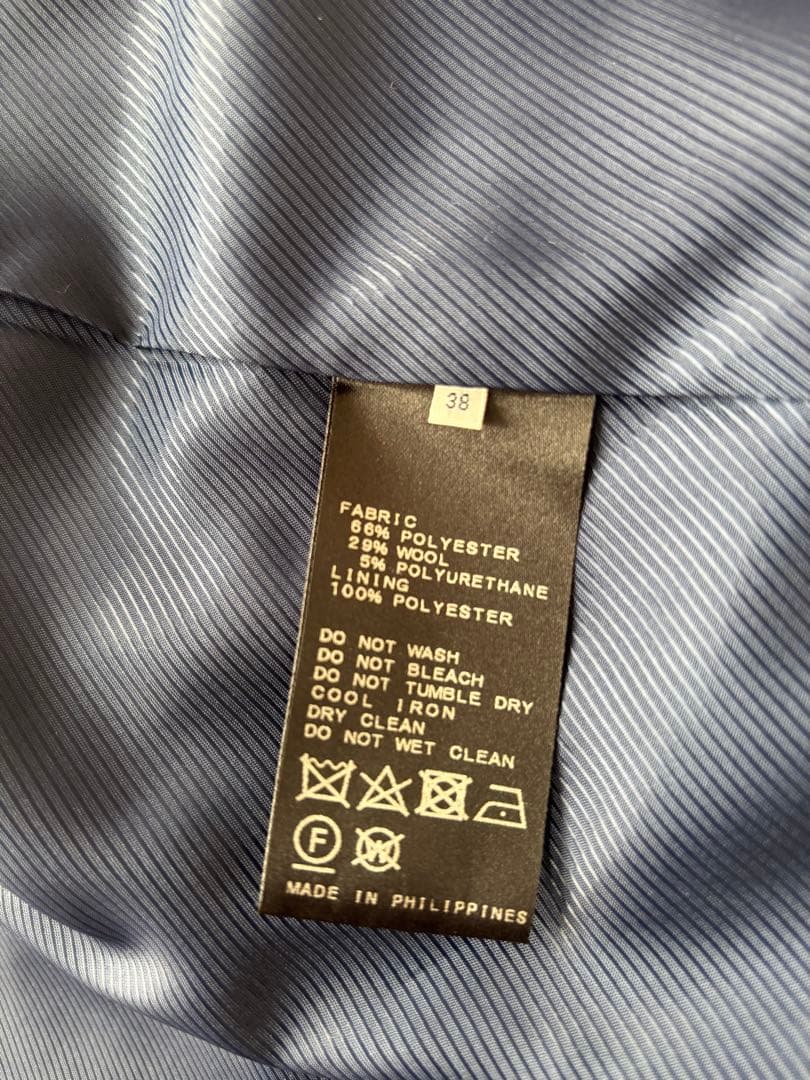 38
FABRIC
66% POLYESTER
29% WOOL
5% POLYURETHANE
LINING
100% POLYESTER
DO NOT WASH
DO NOT BLEACH
DO NOT TUMBLE DRY
COOL IRON
DRY CLEAN
DO NOT WET CLEAN
F W
MADE IN PHILIPPINES